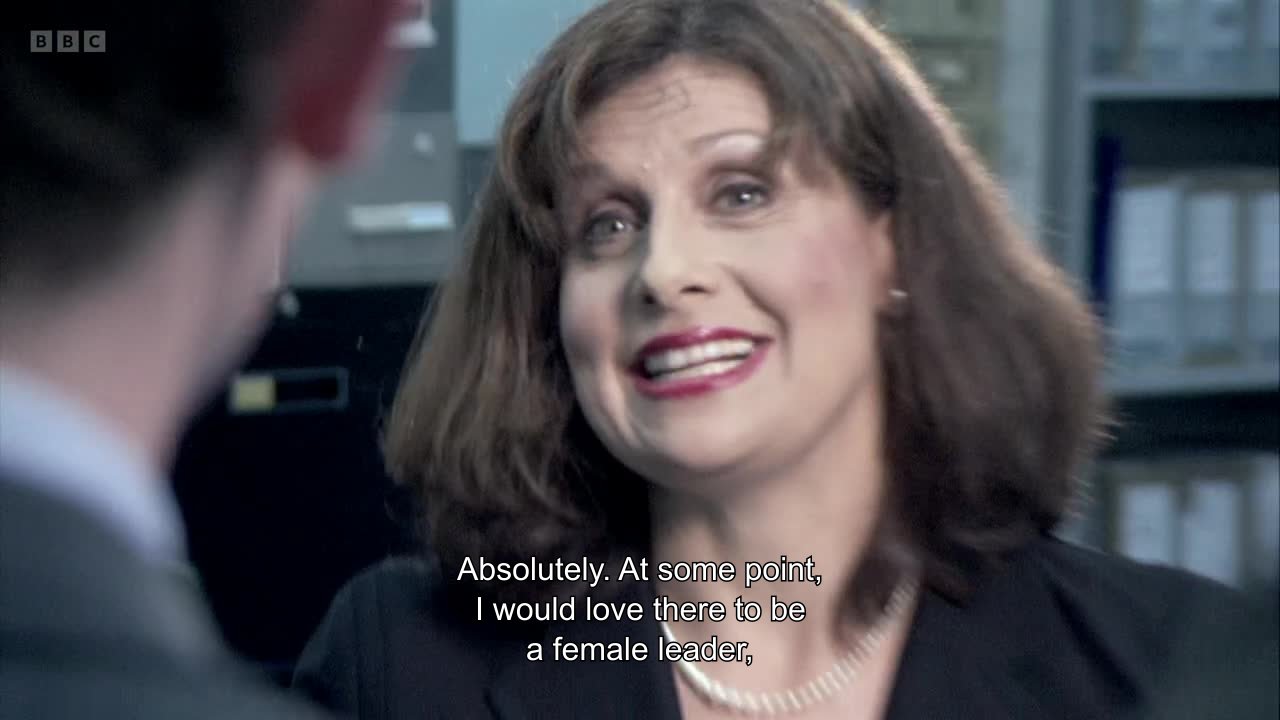 BBC
Absolutely. At some point,
I would love there to be
a female leader,